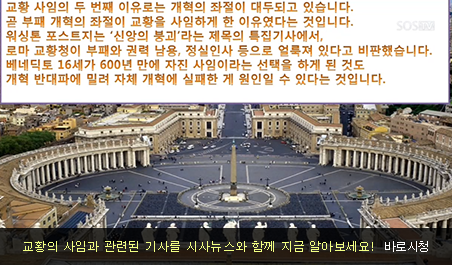 교황 사임의 두 번째 이유로는 개혁의 좌절이 대두되고 있습니다.
곧 부패 개혁의 좌절이 교황을 사임하게 한 이유였다는 것입니다.
워싱톤 포스트지는 ‘신앙의 붕괴’라는 제목의 특집기사에서,
로마 교황청이 부패와 권력 남용, 정실인사 등으로 얼룩져 있다고 비판했습니다.
베네딕토 16세가 600년 만에 자진 사임이라는 선택을 하게 된 것도
개혁 반대파에 밀려 자체 개혁에 실패한 게 원인일 수 있다는 것입니다.
SOSTV
교황의 사임과 관련된 기사를 시사뉴스와 함께 지금 알아보세요! 바로시청